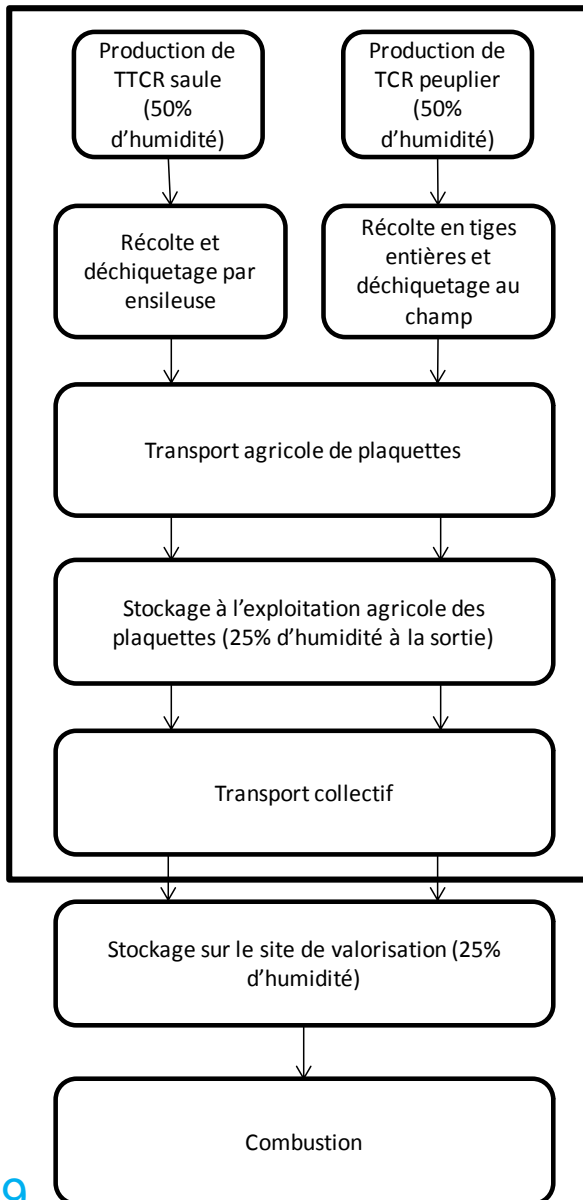 Production de
TTCR saule
(50%
d’humidité)
Production de
TCR peuplier
(50%
d’humidité)
Récolte et
déchiquetage par
ensileuse
Récolte en tiges
entières et
déchiquetage au
champ
Transport agricole de plaquettes
Stockage à l’exploitation agricole des
plaquettes (25% d’humidité à la sortie)
Transport collectif
Stockage sur le site de valorisation (25%
d’humidité)
Combustion
9